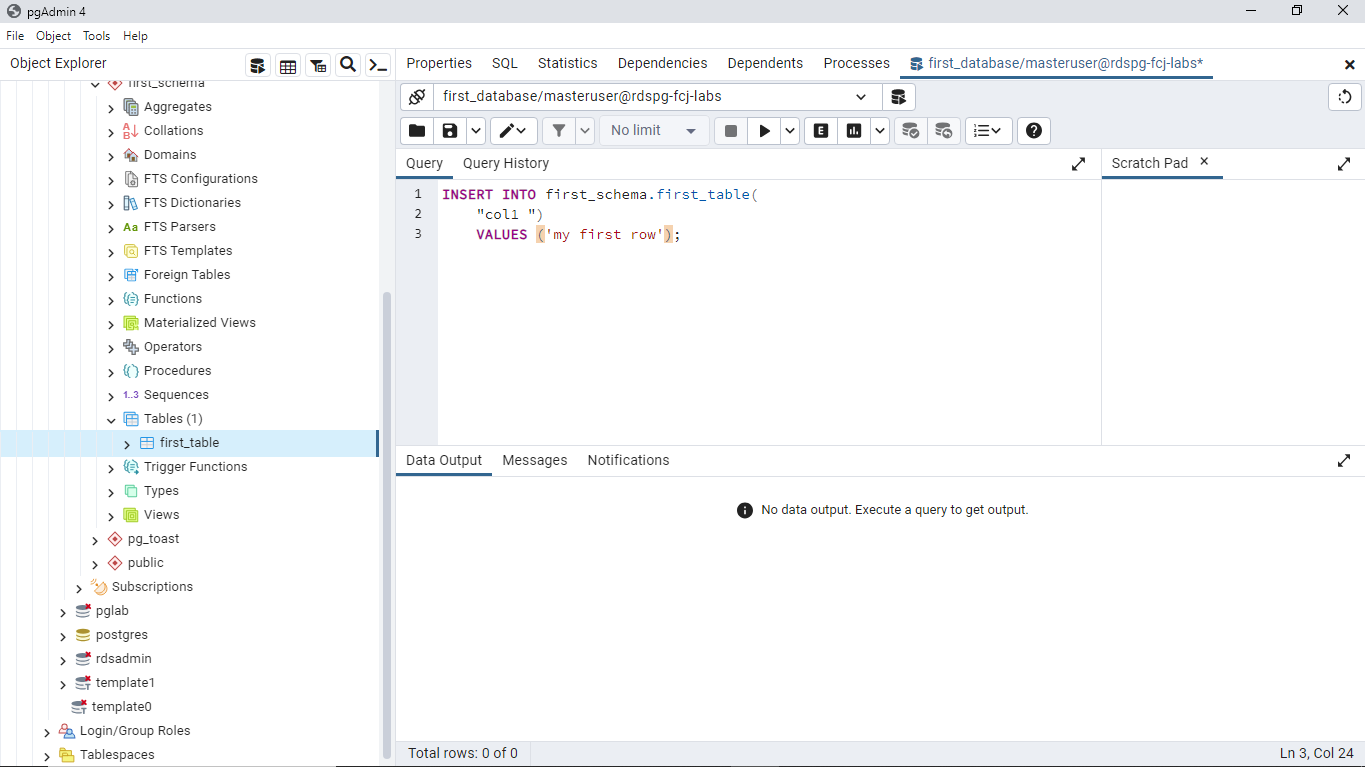 pgAdmin 4
File Object Tools Help
Object Explorer
Properties SQL Statistics Dependencies Dependents Processes first_database/masteruser@rdspg-fcj-labs*
first_schema
Aggregates
Collations
Domains
FTS Configurations
FTS Dictionaries
Aa FTS Parsers
FTS Templates
Foreign Tables
Functions
Materialized Views
Operators
Procedures
1..3 Sequences
Tables (1)
first_table
Trigger Functions
Types
Views
pg_toast
public
Subscriptions
pglab
postgres
rdsadmin
template1
template0
Login/Group Roles
Tablespaces
first_database/masteruser@rdspg-fcj-labs
No limit
E
Query Query History
Scratch Pad
1 INSERT INTO first_schema.first_table(
2 "col1 ")
3 VALUES ('my first row');
Data Output Messages Notifications
No data output. Execute a query to get output.
Total rows: 0 of 0
Ln 3, Col 24